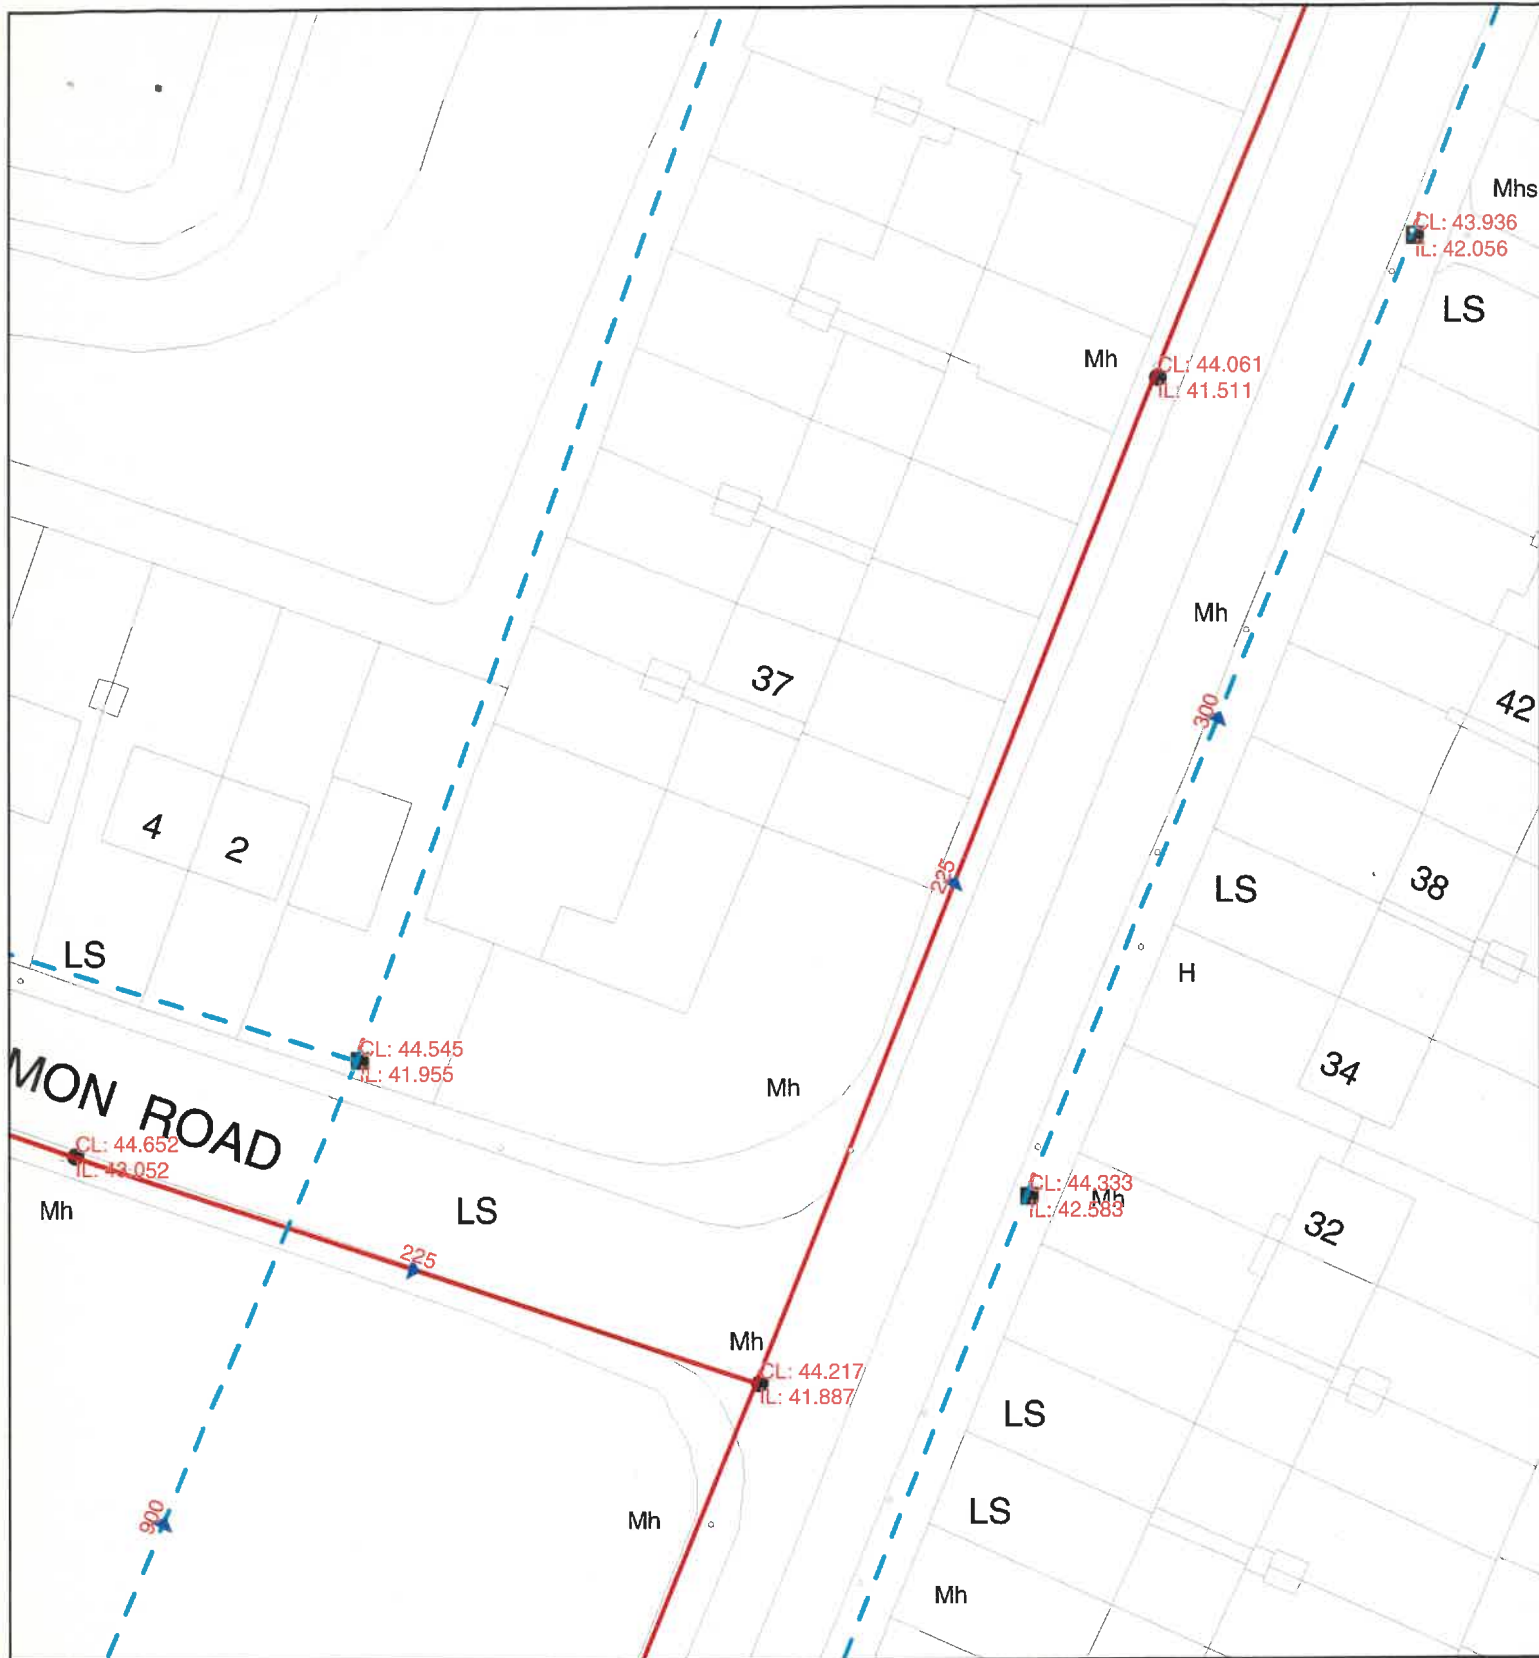 Mhs
CL: 43.936
IL: 42.056
LS
Mh
CL: 44.061
IL: 41.511
Mh
37
300
42
4
2
225
LS
38
LS
H
CL: 44.545
IL: 41.955
34
Mh
MON ROAD
CL: 44.652
IL: 43.052
Mh
LS
CL: 44.333
IL: 42.583
Mh
32
225
Mh
CL: 44.217
IL: 41.887
LS
900
Mh
LS
Mh